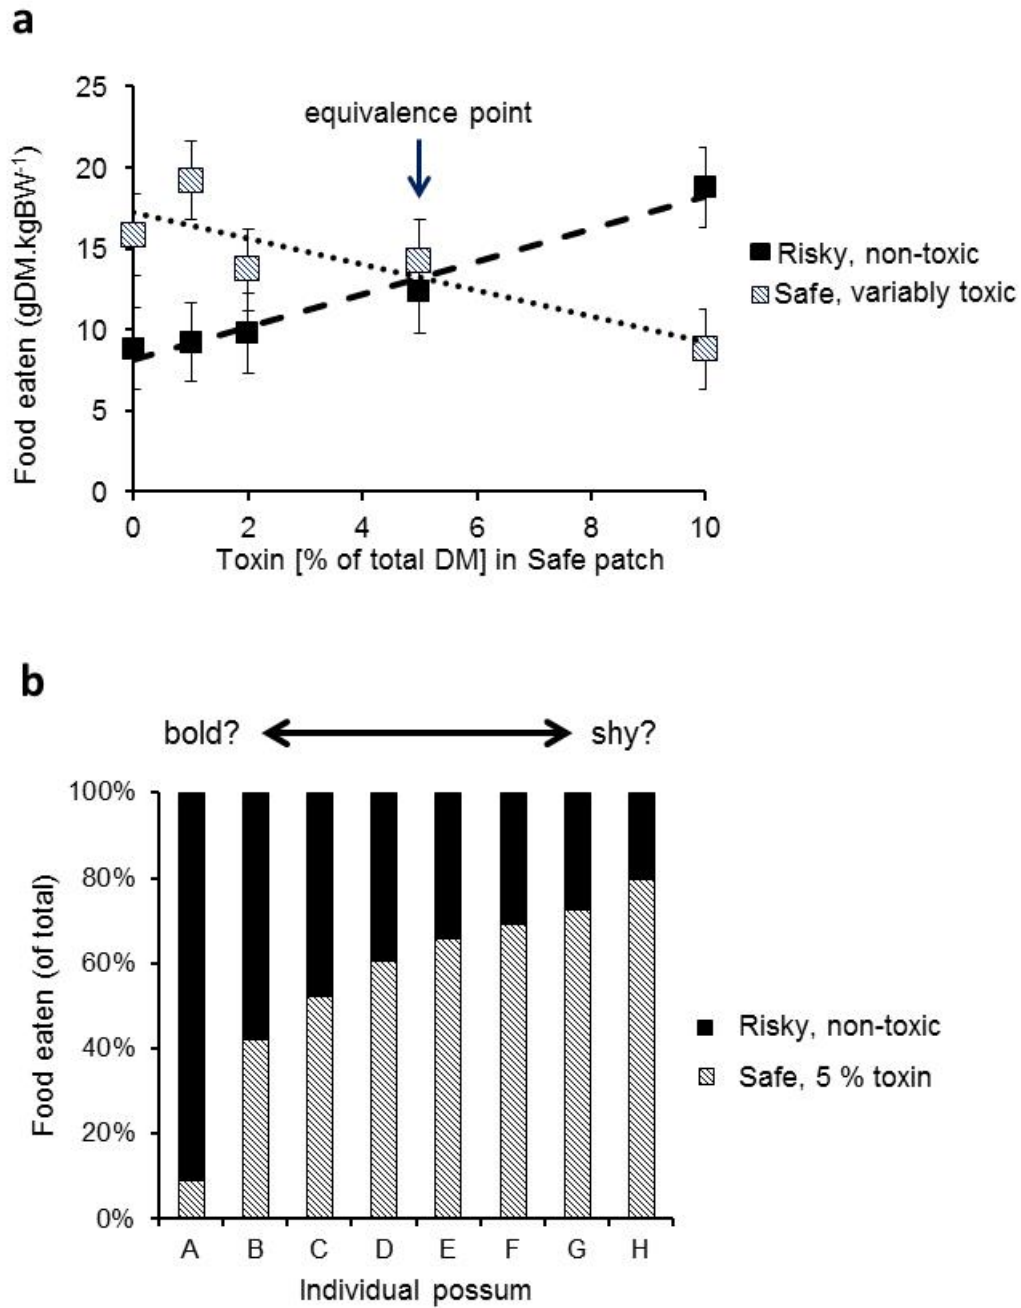 a
25
20
15
10
5
0
Food eaten (gDM.kgBW⁻¹)
equivalence point
Risky, non-toxic
Safe, variably toxic
0 2 4 6 8 10
Toxin [% of total DM] in Safe patch
b
bold? shy?
100%
80%
60%
40%
20%
0%
Food eaten (of total)
Risky, non-toxic
Safe, 5 % toxin
A B C D E F G H
Individual possum